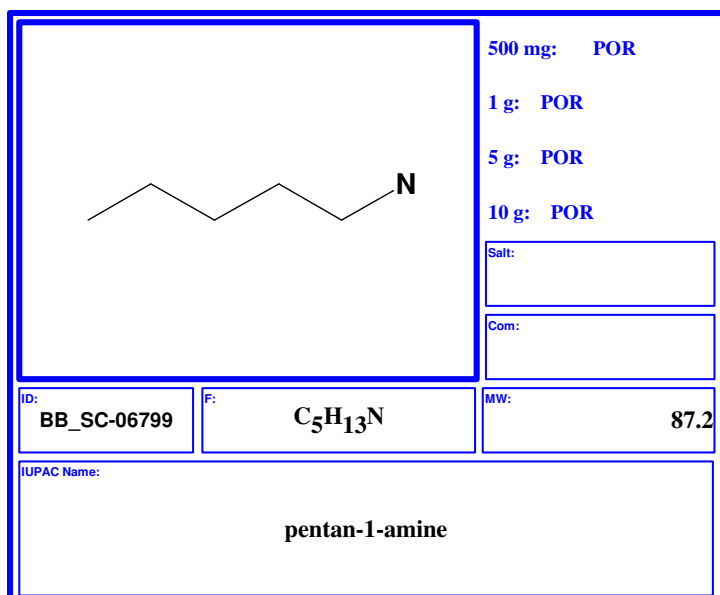 500 mg: POR
1 g: POR
5 g: POR
10 g: POR
N
Salt:
Com:
ID:
BB_SC-06799
F:
C5H13N
MW:
87.2
IUPAC Name:
pentan-1-amine